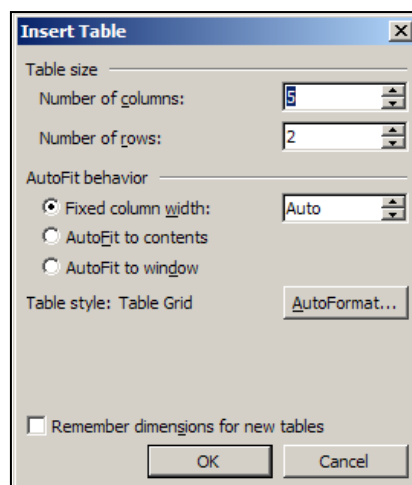 Insert Table
Table size
Number of columns: 5
Number of rows: 2
AutoFit behavior
Fixed column width: Auto
AutoFit to contents
AutoFit to window
Table style: Table Grid AutoFormat...
Remember dimensions for new tables
OK Cancel